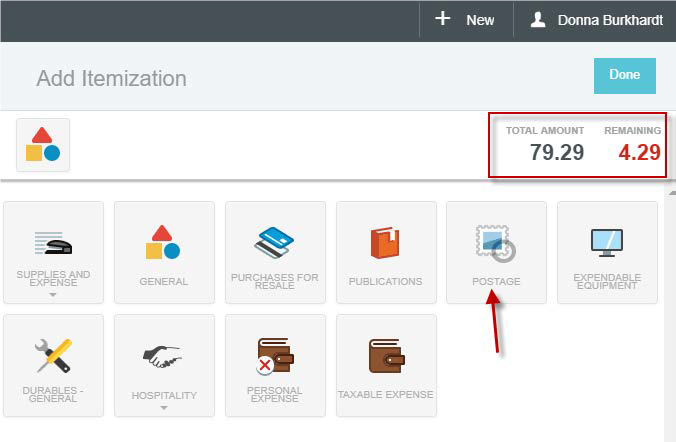 New
Donna Burkhardt
Add Itemization
Done
TOTAL AMOUNT
REMAINING
79.29
4.29
SUPPLIES AND
EXPENSE
GENERAL
PURCHASES FOR
RESALE
PUBLICATIONS
POSTAGE
EXPENDABLE
EQUIPMENT
DURABLES -
GENERAL
HOSPITALITY
PERSONAL
EXPENSE
TAXABLE EXPENSE